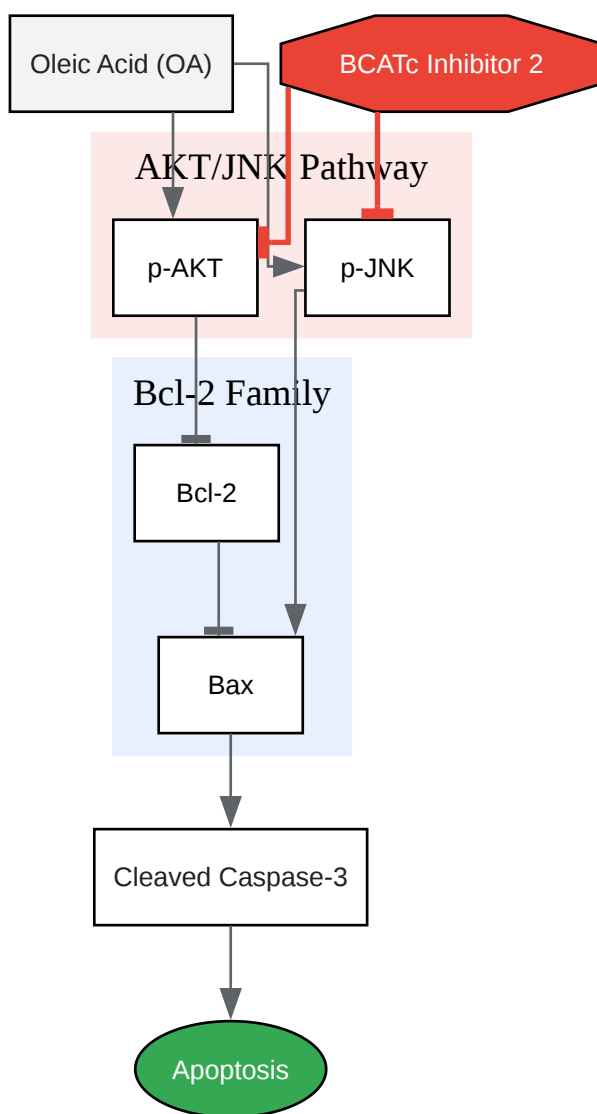 Oleic Acid (OA)
BCATc Inhibitor 2
AKT/JNK Pathway
p-AKT
p-JNK
Bcl-2 Family
Bcl-2
Bax
Cleaved Caspase-3
Apoptosis